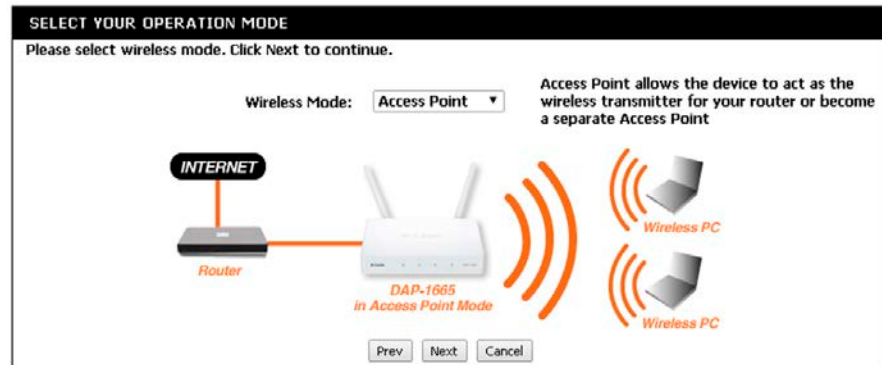 SELECT YOUR OPERATION MODE
Please select wireless mode. Click Next to continue.
Wireless Mode: Access Point
Access Point allows the device to act as the
wireless transmitter for your router or become
a separate Access Point
INTERNET
Router
DAP-1665
in Access Point Mode
Wireless PC
Wireless PC
Prev Next Cancel